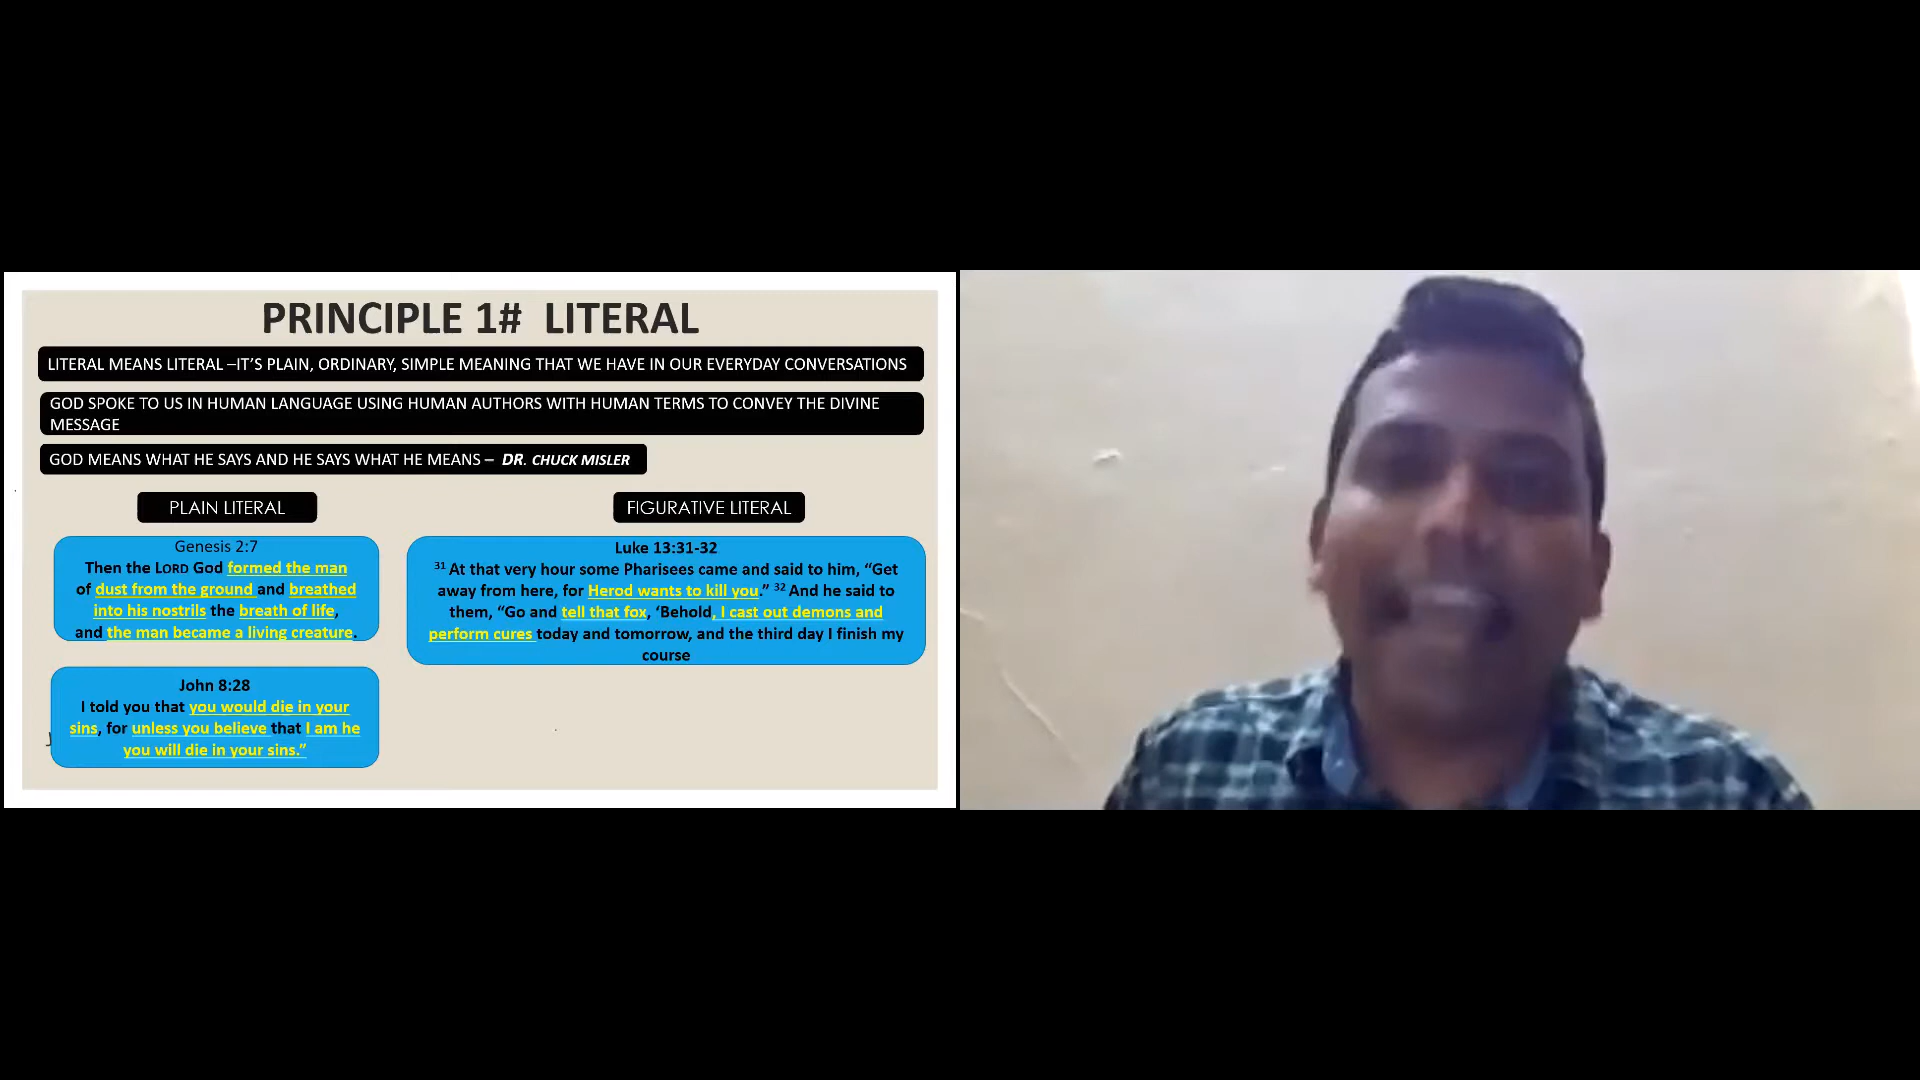 PRINCIPLE 1# LITERAL
LITERAL MEANS LITERAL –IT'S PLAIN, ORDINARY, SIMPLE MEANING THAT WE HAVE IN OUR EVERYDAY CONVERSATIONS
GOD SPOKE TO US IN HUMAN LANGUAGE USING HUMAN AUTHORS WITH HUMAN TERMS TO CONVEY THE DIVINE
MESSAGE
GOD MEANS WHAT HE SAYS AND HE SAYS WHAT HE MEANS – DR. CHUCK MISLER
PLAIN LITERAL
Genesis 2:7
Then the LORD God formed the man
of dust from the ground and breathed
into his nostrils the breath of life,
and the man became a living creature.
John 8:28
I told you that you would die in your
sins, for unless you believe that I am he
you will die in your sins.”
FIGURATIVE LITERAL
Luke 13:31-32
31 At that very hour some Pharisees came and said to him, “Get
away from here, for Herod wants to kill you.” 32 And he said to
them, “Go and tell that fox, ‘Behold, I cast out demons and
perform cures today and tomorrow, and the third day I finish my
course